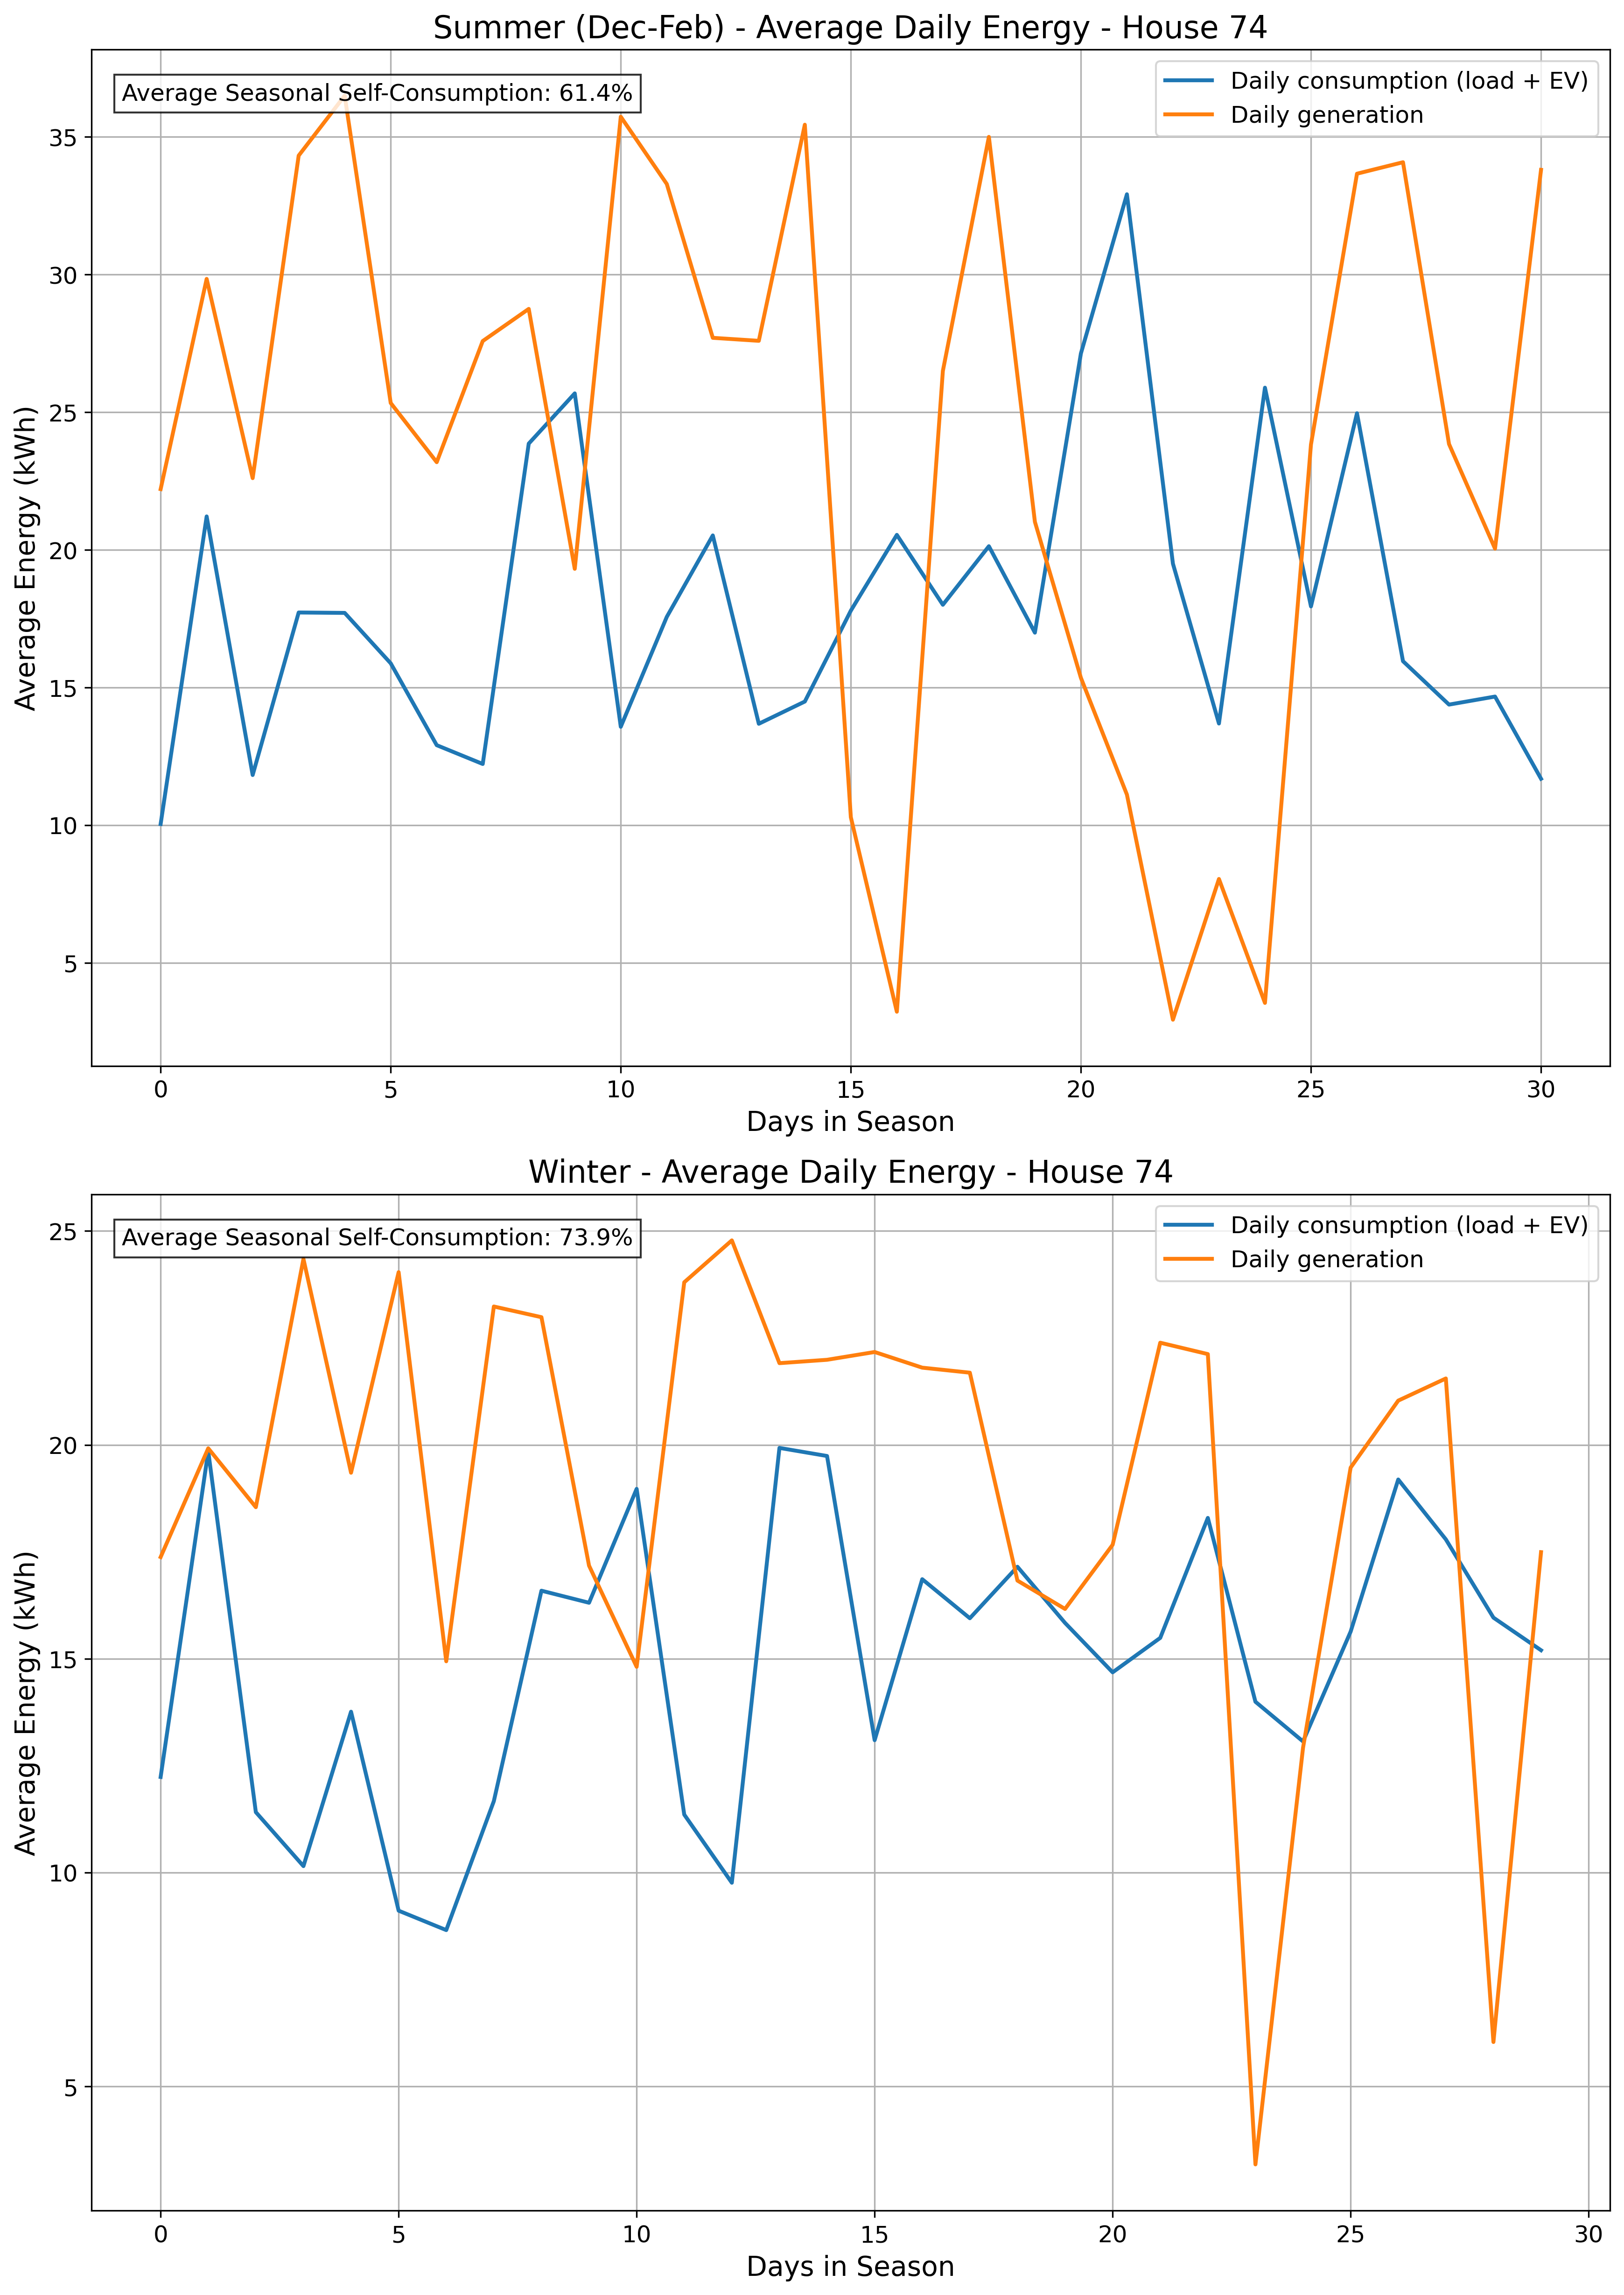 Summer (Dec-Feb) - Average Daily Energy - House 74
Average Seasonal Self-Consumption: 61.4%
Daily consumption (load + EV)
Daily generation
35
30
25
20
15
10
5
Average Energy (kWh)
0 5 10 15 20 25 30
Days in Season
Winter - Average Daily Energy - House 74
Average Seasonal Self-Consumption: 73.9%
Daily consumption (load + EV)
Daily generation
25
20
15
10
5
Average Energy (kWh)
0 5 10 15 20 25 30
Days in Season